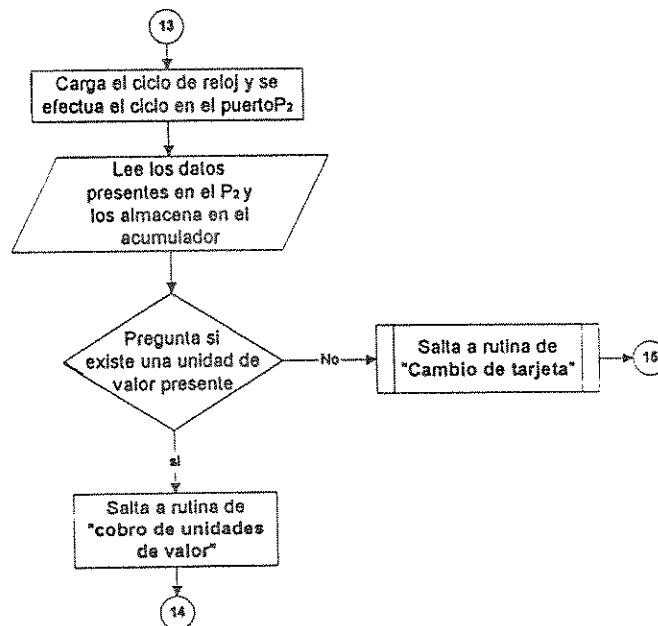 13
Carga el ciclo de reloj y se
efectua el ciclo en el puertoP₂
Lee los datos
presentes en el P₂ y
los almacena en el
acumulador
Pregunta si
existe una unidad de
valor presente
No
Salta a rutina de
"Cambio de tarjeta"
15
si
Salta a rutina de
"cobro de unidades
de valor"
14